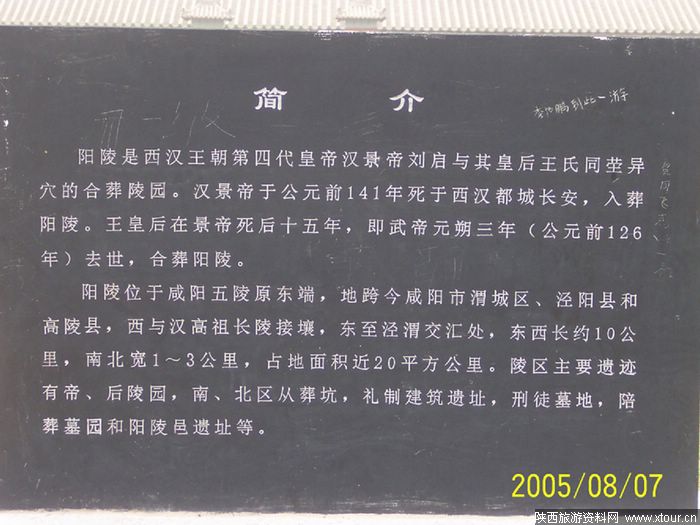 简 介
李伟鹏到此一游
阳陵是西汉王朝第四代皇帝汉景帝刘启与其皇后王氏同茔异
穴的合葬陵园。汉景帝于公元前141年死于西汉都城长安，入葬
阳陵。王皇后在景帝死后十五年，即武帝元朔三年（公元前126
年）去世，合葬阳陵。
阳陵位于咸阳五陵原东端，地跨今咸阳市渭城区、泾阳县和
高陵县，西与汉高祖长陵接壤，东至泾渭交汇处，东西长约10公
里，南北宽1～3公里，占地面积近20平方公里。陵区主要遗迹
有帝、后陵园，南、北区从葬坑，礼制建筑遗址，刑徒墓地，陪
葬墓园和阳陵邑遗址等。
2005/08/07
陕西旅游资料网 www.xtour.cn